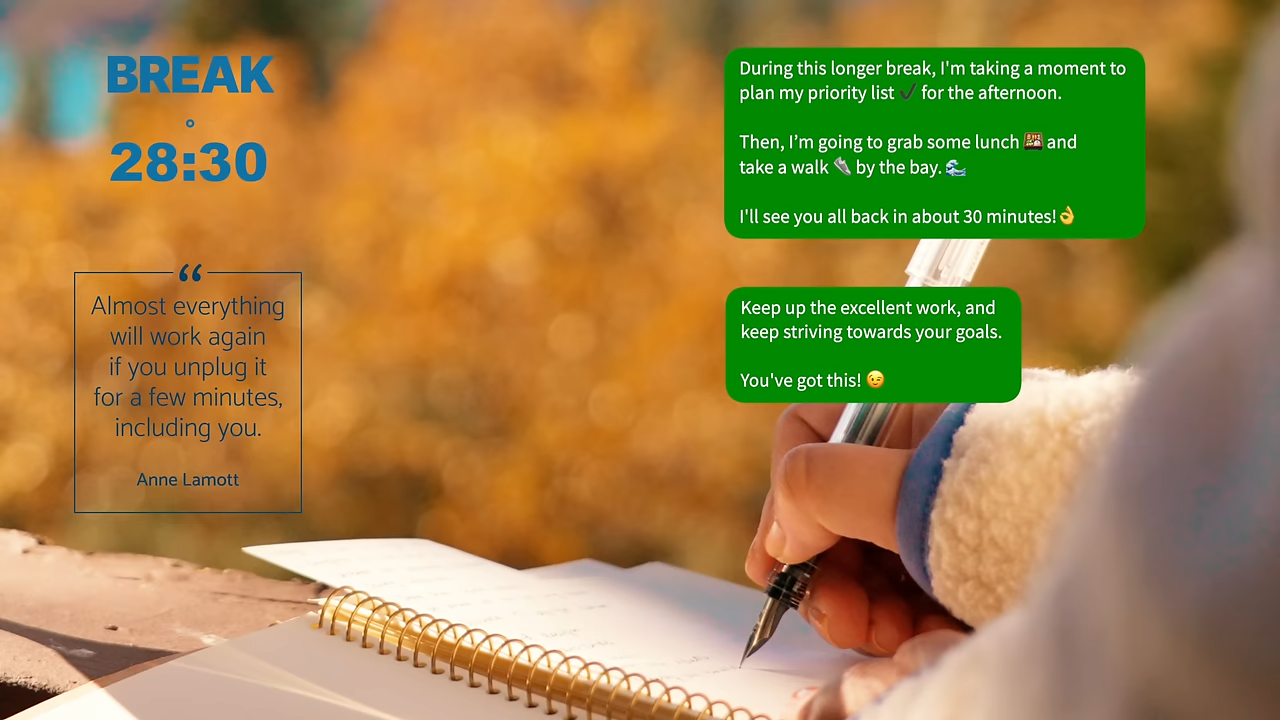 BREAK
28:30
“
Almost everything
will work again
if you unplug it
for a few minutes,
including you.
Anne Lamott
During this longer break, I'm taking a moment to
plan my priority list ✔ for the afternoon.
Then, I’m going to grab some lunch 🍱 and
take a walk 👟 by the bay. 🌊
I'll see you all back in about 30 minutes!👌
Keep up the excellent work, and
keep striving towards your goals.
You've got this! 😉